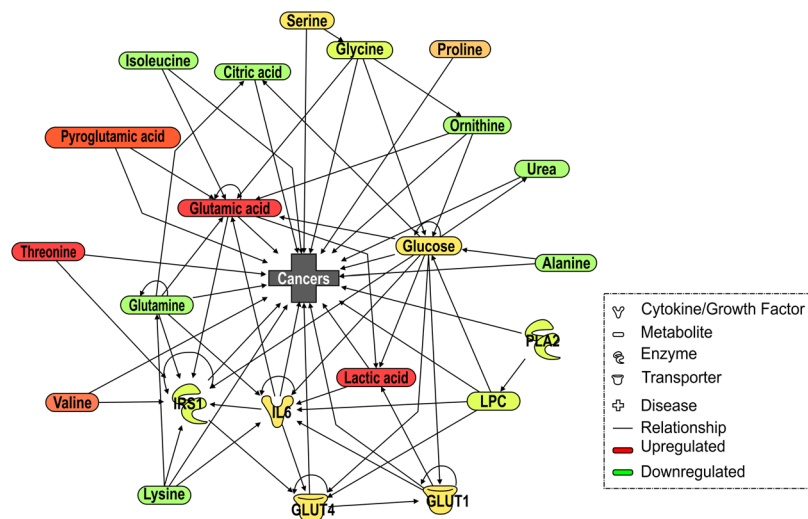 Serine
Glycine
Proline
Isoleucine
Citric acid
Pyroglutamic acid
Ornithine
Urea
Glutamic acid
Threonine
Glucose
Alanine
Cancers
Glutamine
PLA2
Lactic acid
Valine
IRS1
IL6
LPC
Lysine
GLUT4
GLUT1
Cytokine/Growth Factor
Metabolite
Enzyme
Transporter
Disease
Relationship
Upregulated
Downregulated